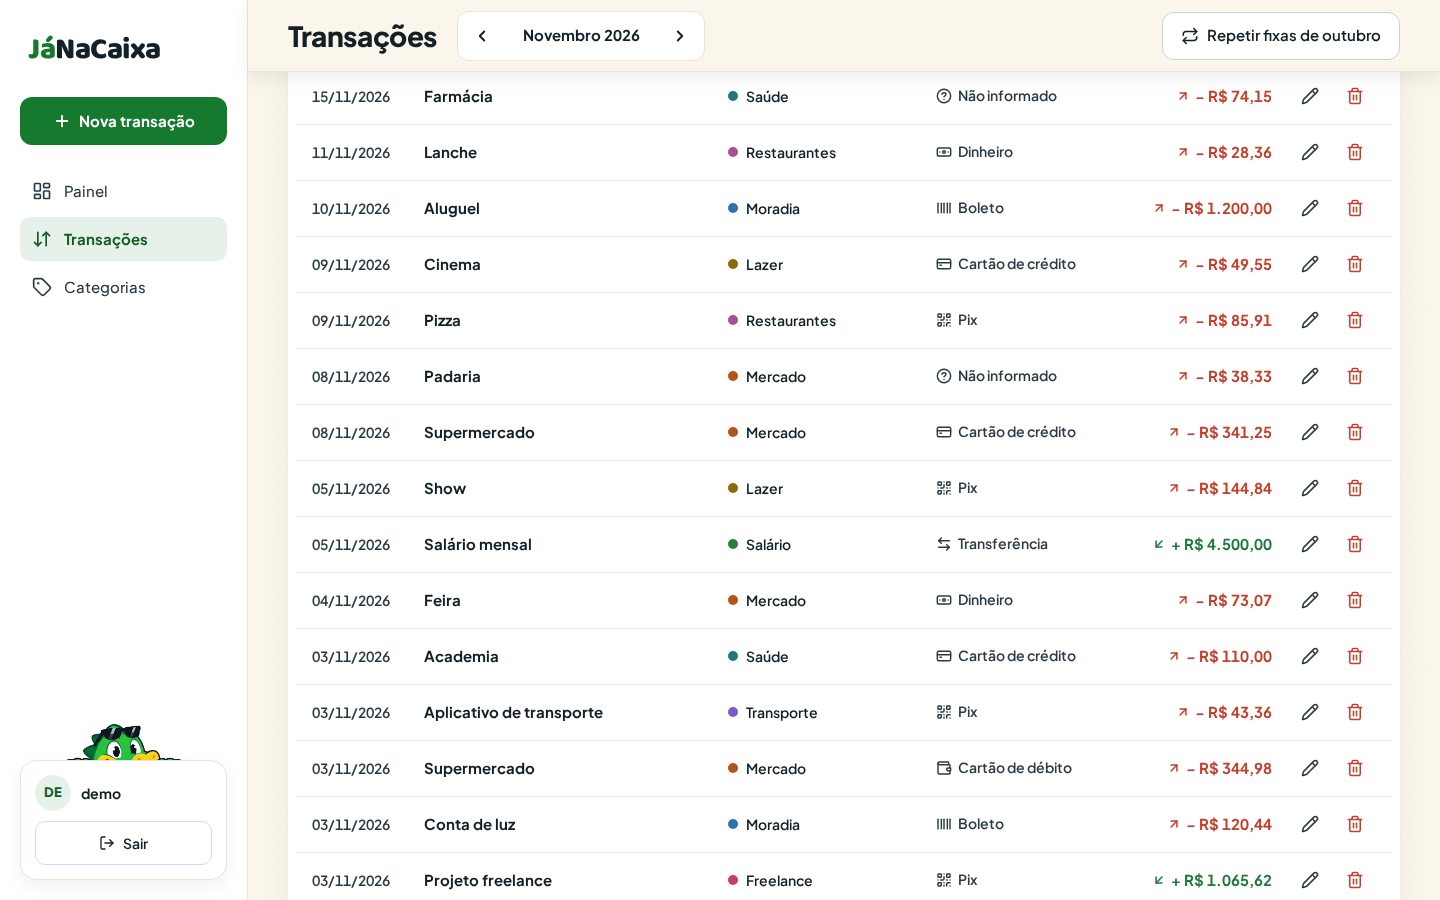 JáNaCaixa
Transações
Novembro 2026
Repetir fixas de outubro
Nova transação
Painel
Transações
Categorias
15/11/2026 Farmácia Saúde Não informado – R$ 74,15
11/11/2026 Lanche Restaurantes Dinheiro – R$ 28,36
10/11/2026 Aluguel Moradia Boleto – R$ 1.200,00
09/11/2026 Cinema Lazer Cartão de crédito – R$ 49,55
09/11/2026 Pizza Restaurantes Pix – R$ 85,91
08/11/2026 Padaria Mercado Não informado – R$ 38,33
08/11/2026 Supermercado Mercado Cartão de crédito – R$ 341,25
05/11/2026 Show Lazer Pix – R$ 144,84
05/11/2026 Salário mensal Salário Transferência + R$ 4.500,00
04/11/2026 Feira Mercado Dinheiro – R$ 73,07
03/11/2026 Academia Saúde Cartão de crédito – R$ 110,00
03/11/2026 Aplicativo de transporte Transporte Pix – R$ 43,36
03/11/2026 Supermercado Mercado Cartão de débito – R$ 344,98
03/11/2026 Conta de luz Moradia Boleto – R$ 120,44
03/11/2026 Projeto freelance Freelance Pix + R$ 1.065,62
DE demo
Sair